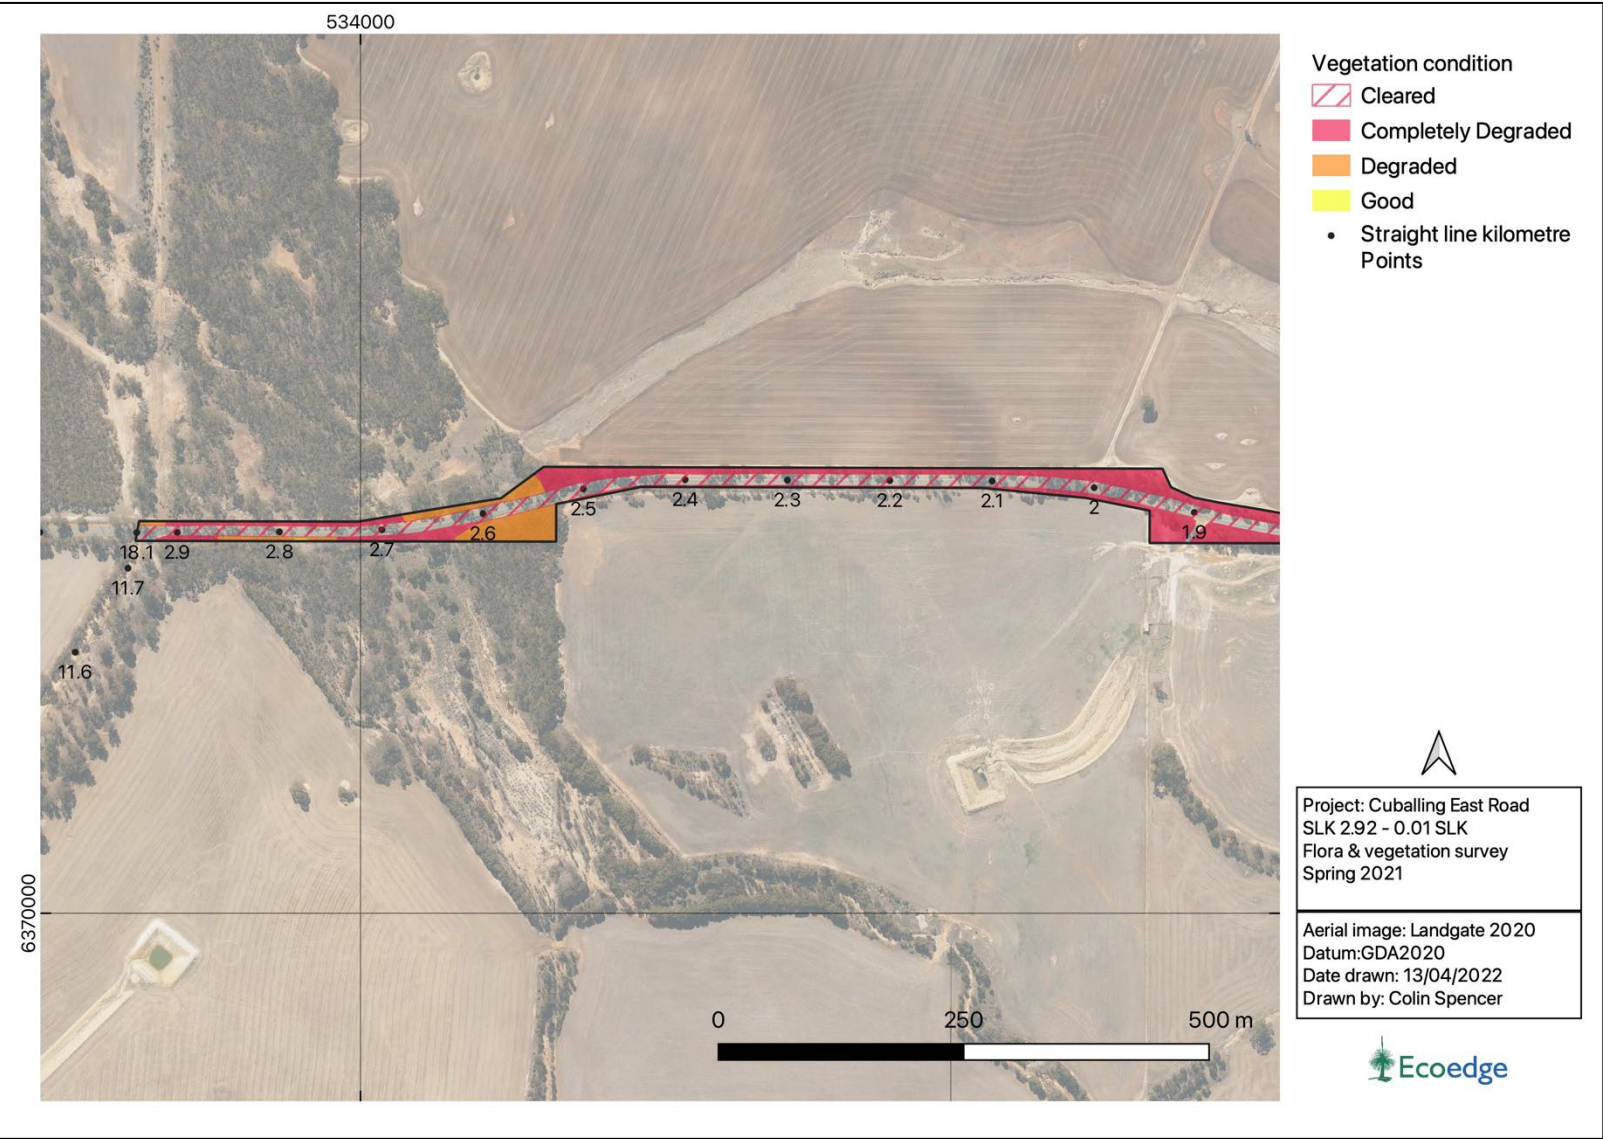 534000
Vegetation condition
Cleared
Completely Degraded
Degraded
Good
Straight line kilometre
Points
2.5
2.4
2.3
2.2
2.1
2
1.9
2.6
2.7
2.8
2.9
18.1
11.7
11.6
6370000
0
250
500 m
Project: Cuballing East Road
SLK 2.92 - 0.01 SLK
Flora & vegetation survey
Spring 2021
Aerial image: Landgate 2020
Datum:GDA2020
Date drawn: 13/04/2022
Drawn by: Colin Spencer
Ecoedge